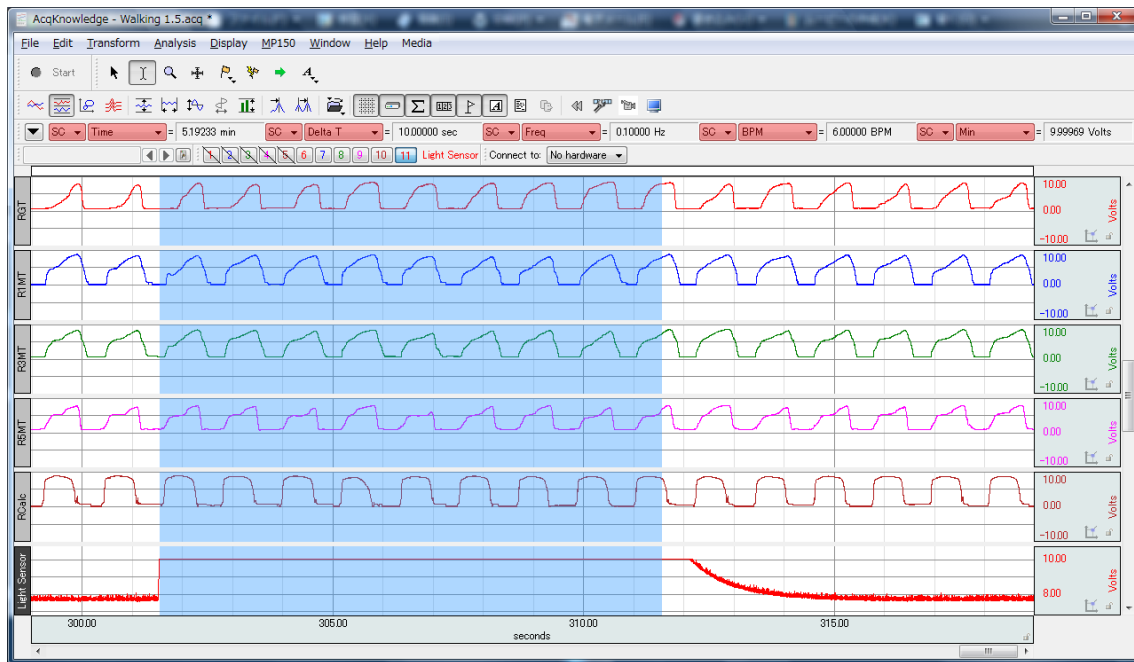 AcqKnowledge - Walking 1.5.acq *
File Edit Transform Analysis Display MP150 Window Help Media
Start
SC Time = 5.19233 min SC Delta T = 10.00000 sec SC Freq = 0.10000 Hz SC BPM = 6.00000 BPM SC Min = 9.99969 Volts
1 2 3 4 5 6 7 8 9 10 11 Light Sensor Connect to: No hardware
RGT 10.00 0.00 -10.00 Volts
R1MT 10.00 0.00 -10.00 Volts
R3MT 10.00 0.00 -10.00 Volts
R5MT 10.00 0.00 -10.00 Volts
RCalc 10.00 0.00 -10.00 Volts
Light Sensor 10.00 8.00 Volts
300.00 305.00 310.00 315.00
seconds